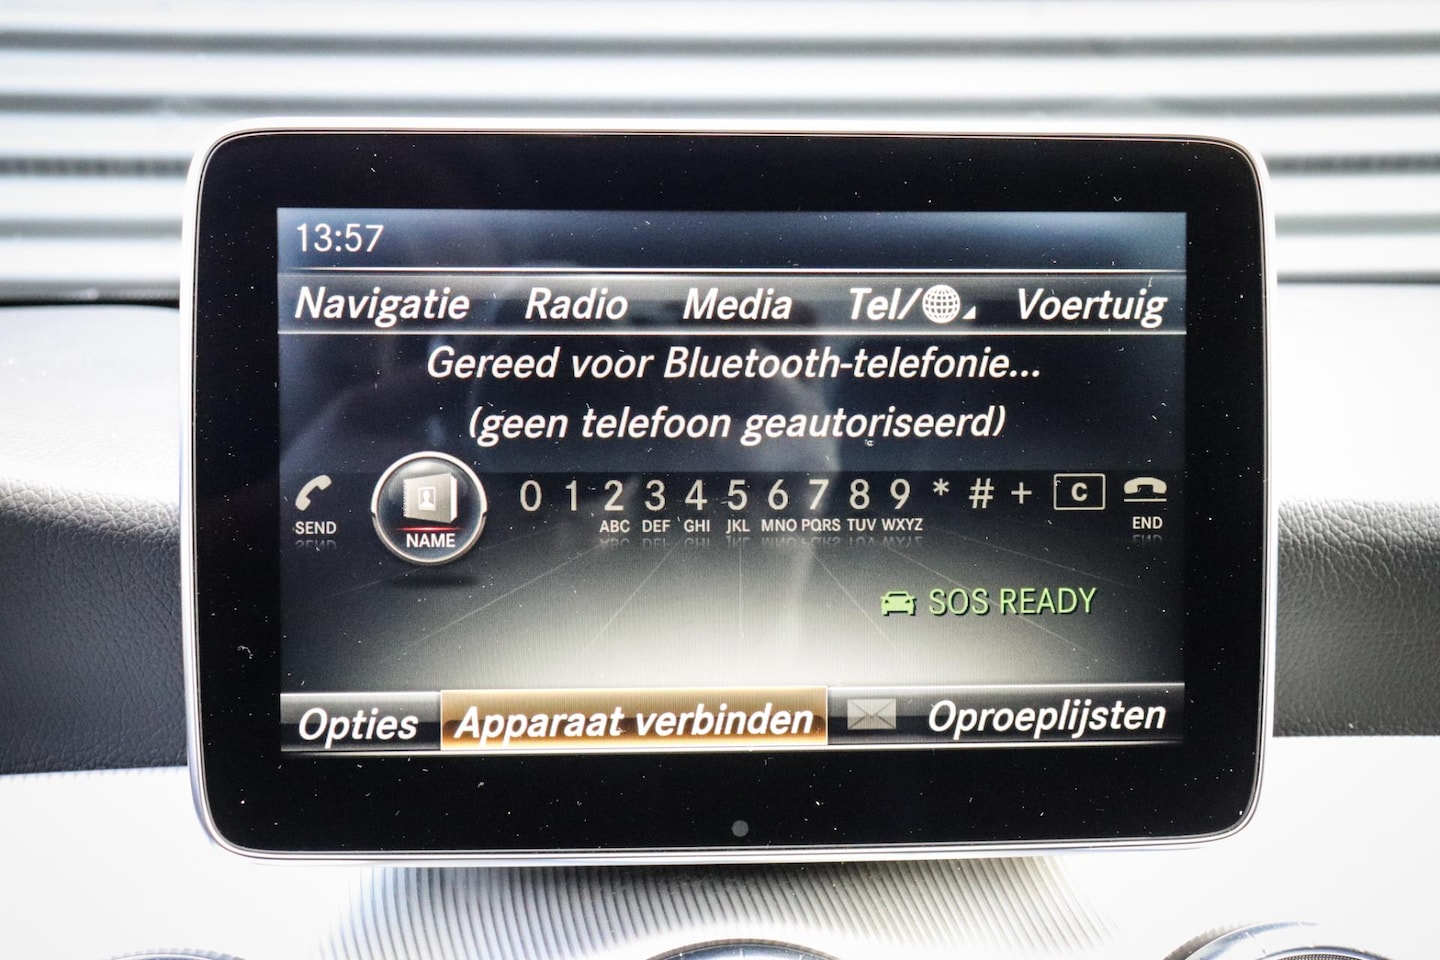 13:57
Navigatie Radio Media Tel/ Voertuig
Gereed voor Bluetooth-telefonie...
(geen telefoon geautoriseerd)
SEND NAME 0 1 2 3 4 5 6 7 8 9 * # + C END
ABC DEF GHI JKL MNO PQRS TUV WXYZ
SOS READY
Opties Apparaat verbinden Oproeplijsten